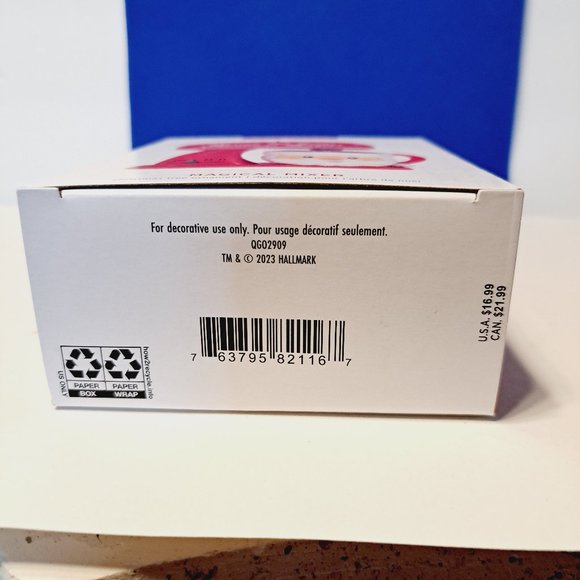 MAGICAL MIXER
For decorative use only. Pour usage décoratif seulement.
QGO2909
TM & © 2023 HALLMARK
U.S.A. $16.99
CAN. $21.99
7 63795 82116 7
US ONLY
PAPER
BOX
PAPER
WRAP
how2recycle.info